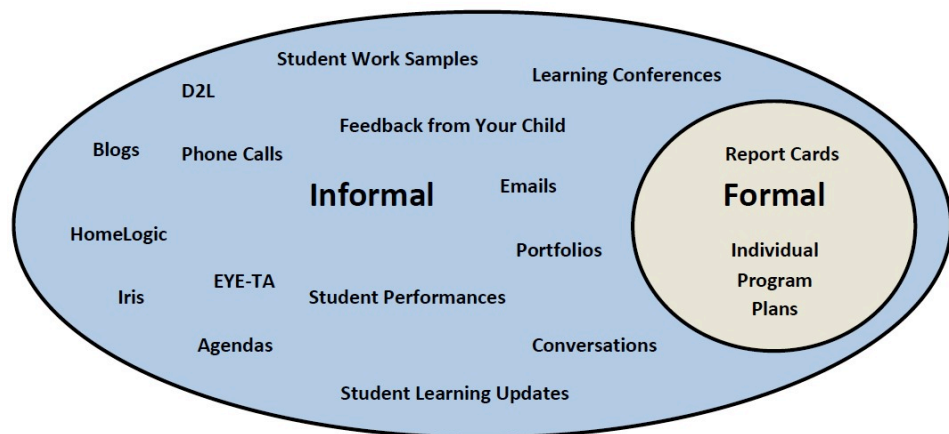 Student Work Samples
Learning Conferences
D2L
Feedback from Your Child
Blogs
Phone Calls
Report Cards
Informal
Emails
Formal
HomeLogic
Portfolios
Individual
Program
Plans
EYE-TA
Iris
Student Performances
Agendas
Conversations
Student Learning Updates